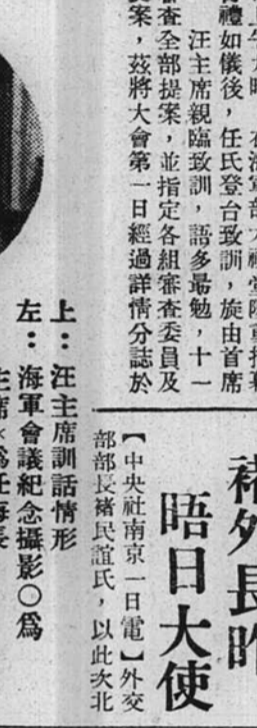 禮如儀後，任氏登台致訓，旋由首席
汪主席親臨致訓，語多勗勉，十一
審查全部提案，並指定各組審查委員及
案，茲將大會第一日經過詳情分誌於
上：汪主席訓話情形
左：海軍會議紀念攝影○爲
褚外長昨
晤日大使
【中央社南京一日電】外交
部部長褚民誼氏，以此次北